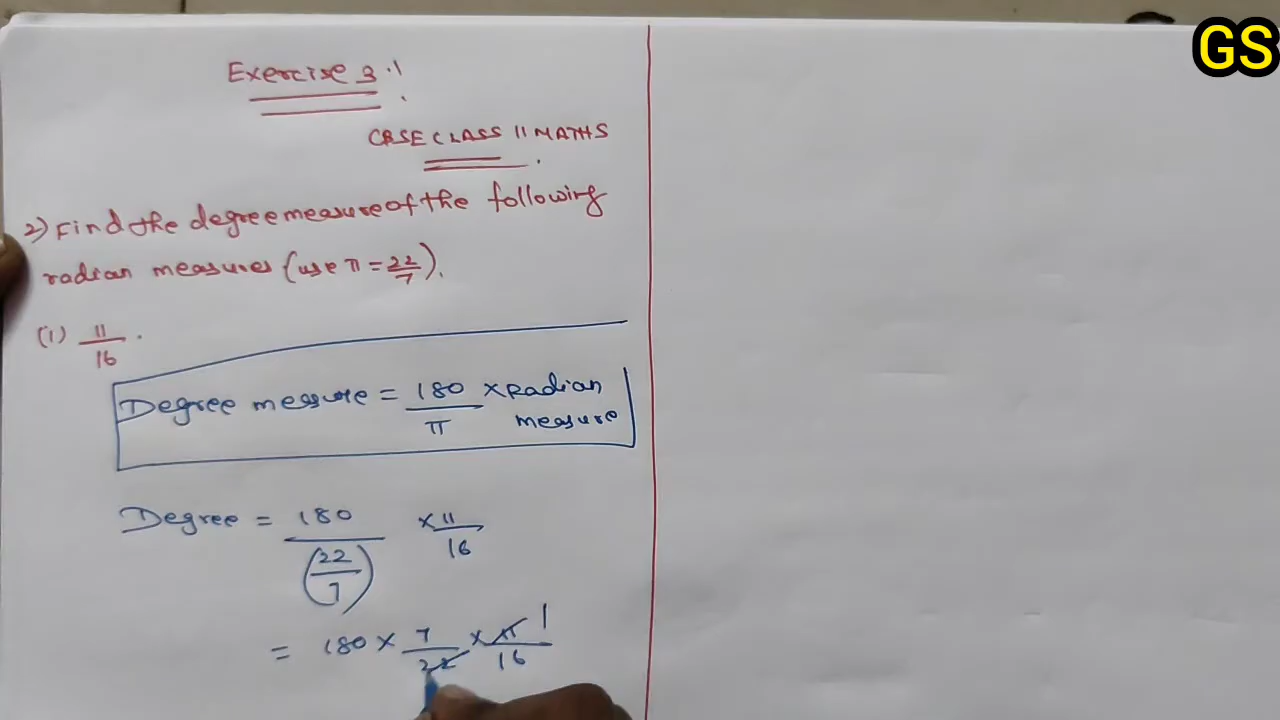 GS
Exercise 3.1
CBSE CLASS 11 MATHS
2) Find the degree measure of the following
radian measures (use π = 22/7).
(1) 11/16.
Degree messure = 180/π × Radian measure
Degree = 180/(22/7) × 11/16
= 180 × 7/22 × 11/16 1